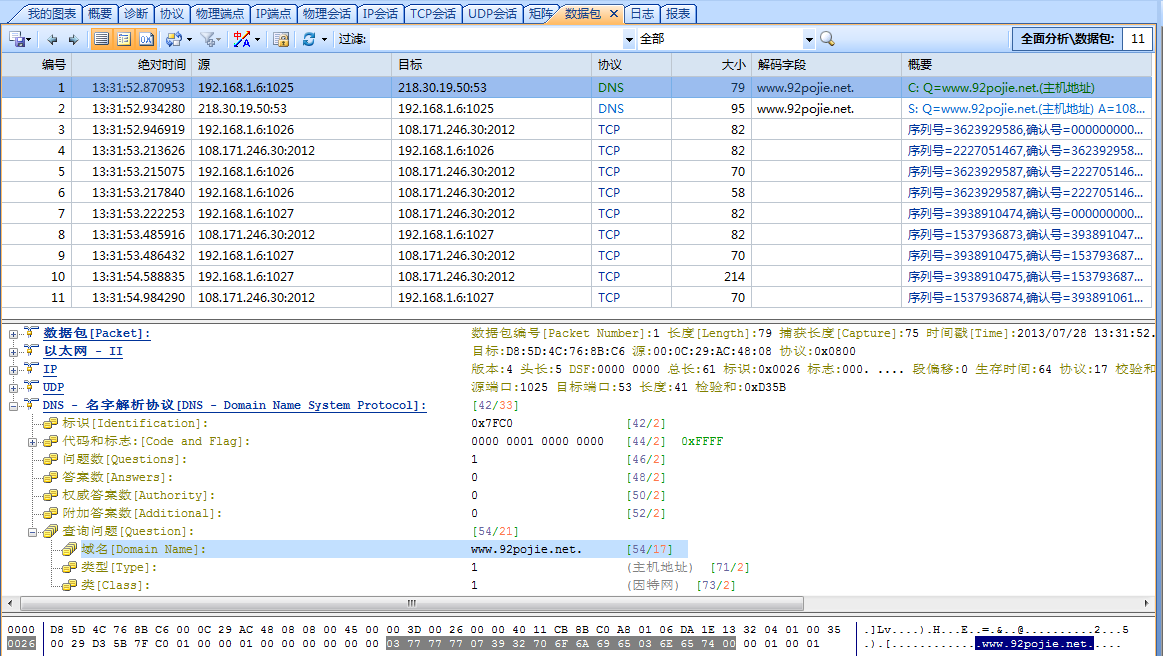 我的图表 概要 诊断 协议 物理端点 IP端点 物理会话 IP会话 TCP会话 UDP会话 矩阵 数据包 日志 报表
过滤: 全部 全面分析\数据包: 11
编号 绝对时间 源 目标 协议 大小 解码字段 概要
1 13:31:52.870953 192.168.1.6:1025 218.30.19.50:53 DNS 79 www.92pojie.net. C: Q=www.92pojie.net.(主机地址)
2 13:31:52.934280 218.30.19.50:53 192.168.1.6:1025 DNS 95 www.92pojie.net. S: Q=www.92pojie.net.(主机地址) A=108...
3 13:31:52.946919 192.168.1.6:1026 108.171.246.30:2012 TCP 82 序列号=3623929586,确认号=000000000...
4 13:31:53.213626 108.171.246.30:2012 192.168.1.6:1026 TCP 82 序列号=2227051467,确认号=362392958...
5 13:31:53.215075 192.168.1.6:1026 108.171.246.30:2012 TCP 70 序列号=3623929587,确认号=222705146...
6 13:31:53.217840 192.168.1.6:1026 108.171.246.30:2012 TCP 58 序列号=3623929587,确认号=222705146...
7 13:31:53.222253 192.168.1.6:1027 108.171.246.30:2012 TCP 82 序列号=3938910474,确认号=000000000...
8 13:31:53.485916 108.171.246.30:2012 192.168.1.6:1027 TCP 82 序列号=1537936873,确认号=393891047...
9 13:31:53.486432 192.168.1.6:1027 108.171.246.30:2012 TCP 70 序列号=3938910475,确认号=153793687...
10 13:31:54.588835 192.168.1.6:1027 108.171.246.30:2012 TCP 214 序列号=3938910475,确认号=153793687...
11 13:31:54.984290 108.171.246.30:2012 192.168.1.6:1027 TCP 70 序列号=1537936874,确认号=393891061...
数据包[Packet]: 数据包编号[Packet Number]:1 长度[Length]:79 捕获长度[Capture]:75 时间戳[Time]:2013/07/28 13:31:52.
以太网 - II 目标:D8:5D:4C:76:8B:C6 源:00:0C:29:AC:48:08 协议:0x0800
IP 版本:4 头长:5 DSF:0000 0000 总长:61 标识:0x0026 标志:000. .... 段偏移:0 生存时间:64 协议:17 校验和
UDP 源端口:1025 目标端口:53 长度:41 检验和:0xD35B
DNS - 名字解析协议[DNS - Domain Name System Protocol]: [42/33]
标识[Identification]: 0x7FC0 [42/2]
代码和标志:[Code and Flag]: 0000 0001 0000 0000 [44/2] 0xFFFF
问题数[Questions]: 1 [46/2]
答案数[Answers]: 0 [48/2]
权威答案数[Authority]: 0 [50/2]
附加答案数[Additional]: 0 [52/2]
查询问题[Question]: [54/21]
域名[Domain Name]: www.92pojie.net. [54/17]
类型[Type]: 1 (主机地址) [71/2]
类[Class]: 1 (因特网) [73/2]
0000 D8 5D 4C 76 8B C6 00 0C 29 AC 48 08 08 00 45 00 00 3D 00 26 00 00 40 11 CB 8B C0 A8 01 06 DA 1E 13 32 04 01 00 35 .]Lv....).H...E..=.&..@..........2...5
0026 00 29 D3 5B 7F C0 01 00 00 01 00 00 00 00 00 00 03 77 77 77 07 39 32 70 6F 6A 69 65 03 6E 65 74 00 00 01 00 01 .).[............www.92pojie.net.....